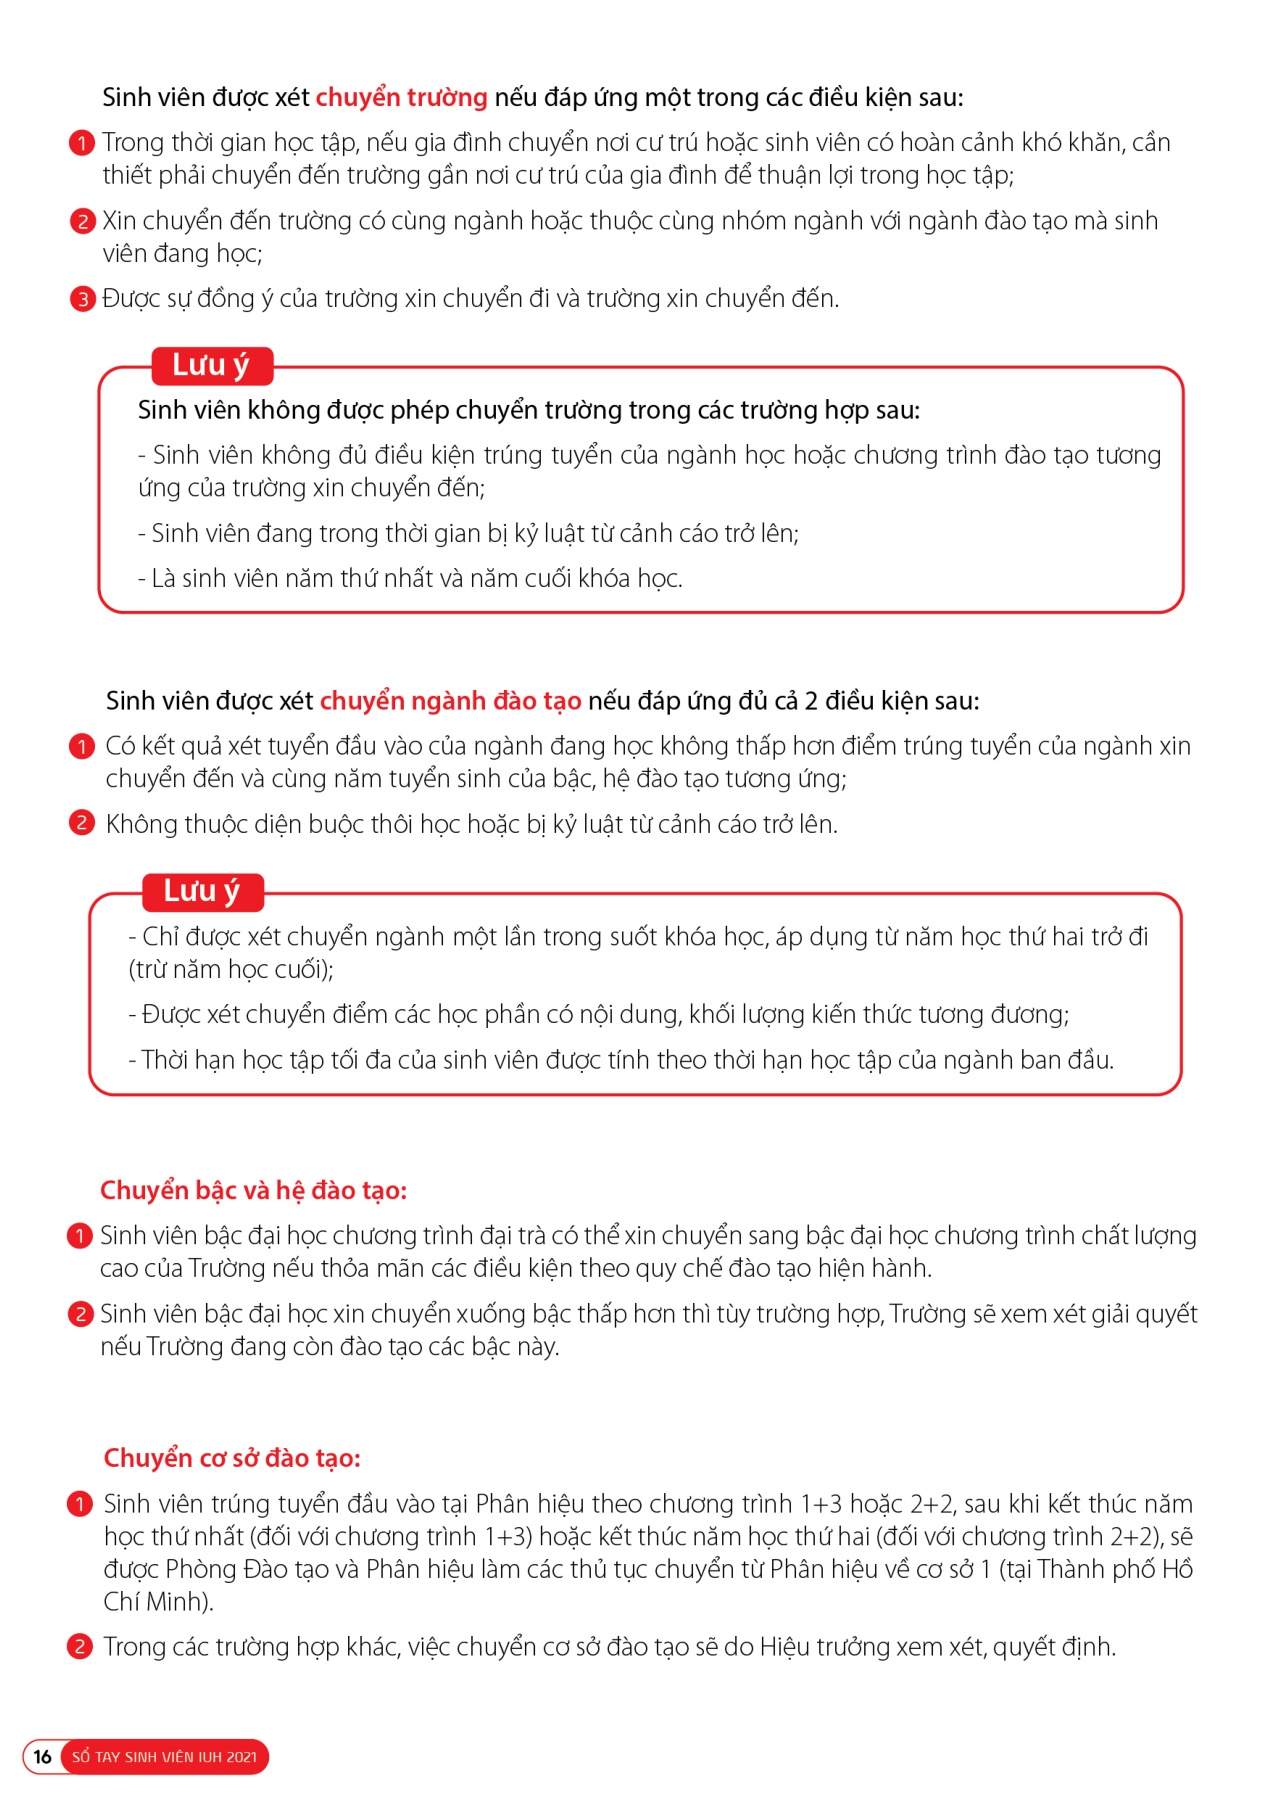 Sinh viên được xét chuyển trường nếu đáp ứng một trong các điều kiện sau:
1 Trong thời gian học tập, nếu gia đình chuyển nơi cư trú hoặc sinh viên có hoàn cảnh khó khăn, cần
thiết phải chuyển đến trường gần nơi cư trú của gia đình để thuận lợi trong học tập;
2 Xin chuyển đến trường có cùng ngành hoặc thuộc cùng nhóm ngành với ngành đào tạo mà sinh
viên đang học;
3 Được sự đồng ý của trường xin chuyển đi và trường xin chuyển đến.
Lưu ý
Sinh viên không được phép chuyển trường trong các trường hợp sau:
- Sinh viên không đủ điều kiện trúng tuyển của ngành học hoặc chương trình đào tạo tương
ứng của trường xin chuyển đến;
- Sinh viên đang trong thời gian bị kỷ luật từ cảnh cáo trở lên;
- Là sinh viên năm thứ nhất và năm cuối khóa học.
Sinh viên được xét chuyển ngành đào tạo nếu đáp ứng đủ cả 2 điều kiện sau:
1 Có kết quả xét tuyển đầu vào của ngành đang học không thấp hơn điểm trúng tuyển của ngành xin
chuyển đến và cùng năm tuyển sinh của bậc, hệ đào tạo tương ứng;
2 Không thuộc diện buộc thôi học hoặc bị kỷ luật từ cảnh cáo trở lên.
Lưu ý
- Chỉ được xét chuyển ngành một lần trong suốt khóa học, áp dụng từ năm học thứ hai trở đi
(trừ năm học cuối);
- Được xét chuyển điểm các học phần có nội dung, khối lượng kiến thức tương đương;
- Thời hạn học tập tối đa của sinh viên được tính theo thời hạn học tập của ngành ban đầu.
Chuyển bậc và hệ đào tạo:
1 Sinh viên bậc đại học chương trình đại trà có thể xin chuyển sang bậc đại học chương trình chất lượng
cao của Trường nếu thỏa mãn các điều kiện theo quy chế đào tạo hiện hành.
2 Sinh viên bậc đại học xin chuyển xuống bậc thấp hơn thì tùy trường hợp, Trường sẽ xem xét giải quyết
nếu Trường đang còn đào tạo các bậc này.
Chuyển cơ sở đào tạo:
1 Sinh viên trúng tuyển đầu vào tại Phân hiệu theo chương trình 1+3 hoặc 2+2, sau khi kết thúc năm
học thứ nhất (đối với chương trình 1+3) hoặc kết thúc năm học thứ hai (đối với chương trình 2+2), sẽ
được Phòng Đào tạo và Phân hiệu làm các thủ tục chuyển từ Phân hiệu về cơ sở 1 (tại Thành phố Hồ
Chí Minh).
2 Trong các trường hợp khác, việc chuyển cơ sở đào tạo sẽ do Hiệu trưởng xem xét, quyết định.
16 SỔ TAY SINH VIÊN IUH 2021